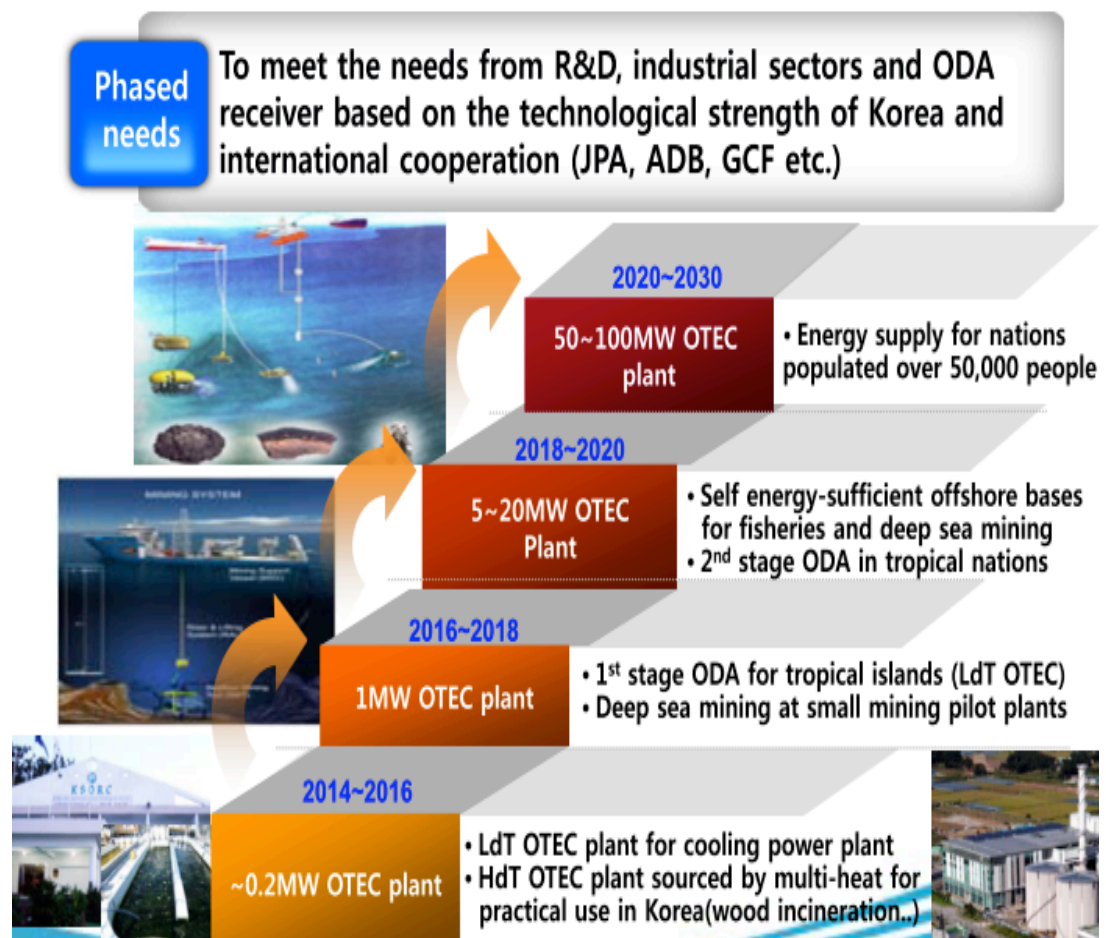 Phased
needs
To meet the needs from R&D, industrial sectors and ODA
receiver based on the technological strength of Korea and
international cooperation (JPA, ADB, GCF etc.)
2020~2030
50~100MW OTEC
plant
• Energy supply for nations
populated over 50,000 people
2018~2020
5~20MW OTEC
Plant
• Self energy-sufficient offshore bases
for fisheries and deep sea mining
• 2nd stage ODA in tropical nations
MINING SYSTEM
Mining Support
2016~2018
1MW OTEC plant
• 1st stage ODA for tropical islands (LdT OTEC)
• Deep sea mining at small mining pilot plants
KSORC
2014~2016
~0.2MW OTEC plant
• LdT OTEC plant for cooling power plant
• HdT OTEC plant sourced by multi-heat for
practical use in Korea(wood incineration..)